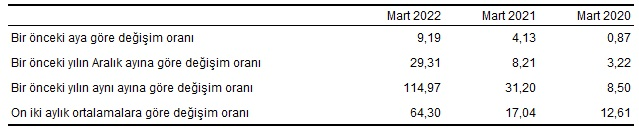 Mart 2022 Mart 2021 Mart 2020
Bir önceki aya göre değişim oranı 9,19 4,13 0,87
Bir önceki yılın Aralık ayına göre değişim oranı 29,31 8,21 3,22
Bir önceki yılın aynı ayına göre değişim oranı 114,97 31,20 8,50
On iki aylık ortalamalara göre değişim oranı 64,30 17,04 12,61